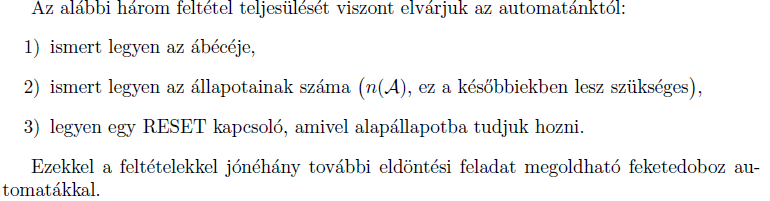 Az alábbi három feltétel teljesülését viszont elvárjuk az automatánktól:
1) ismert legyen az ábécéje,
2) ismert legyen az állapotainak száma (n(𝒜), ez a későbbiekben lesz szükséges),
3) legyen egy RESET kapcsoló, amivel alapállapotba tudjuk hozni.
Ezekkel a feltételekkel jónéhány további eldöntési feladat megoldható feketedoboz au-
tomatákkal.